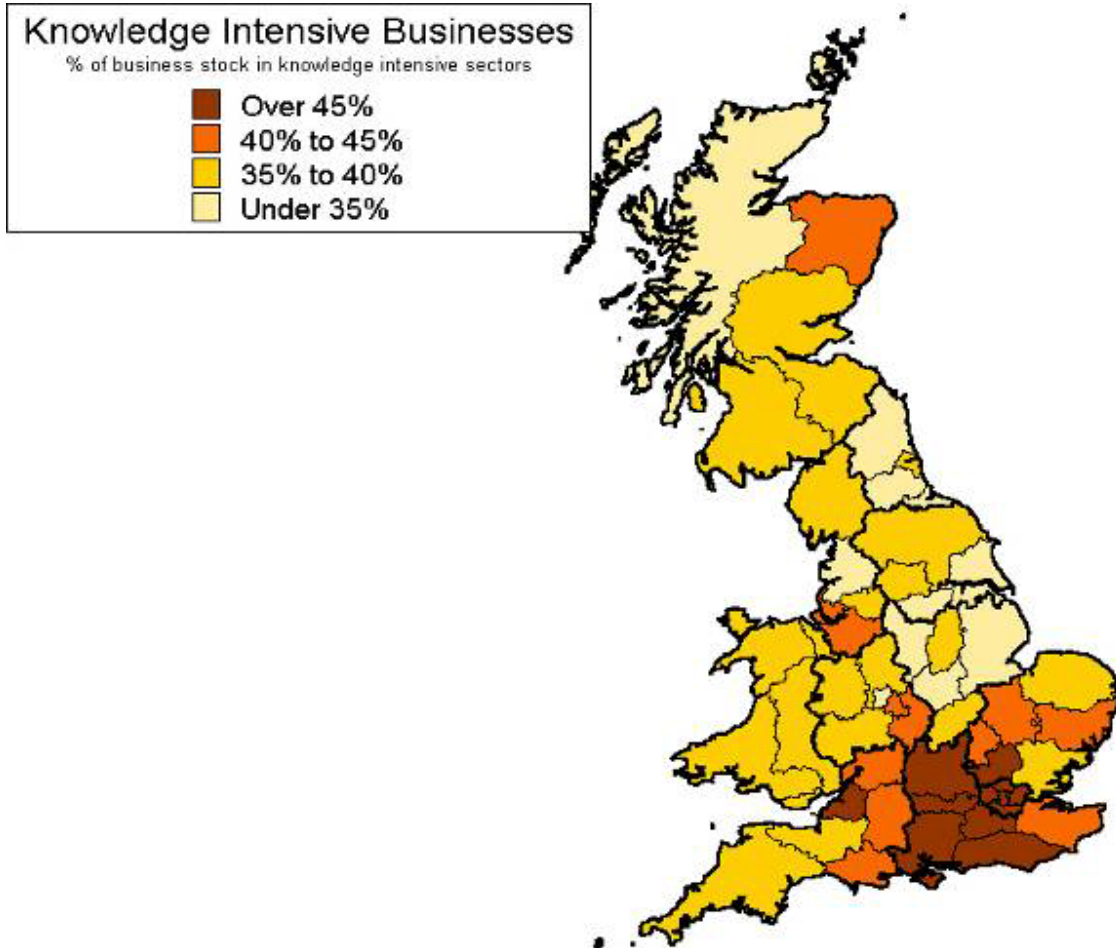 Knowledge Intensive Businesses
% of business stock in knowledge intensive sectors
Over 45%
40% to 45%
35% to 40%
Under 35%